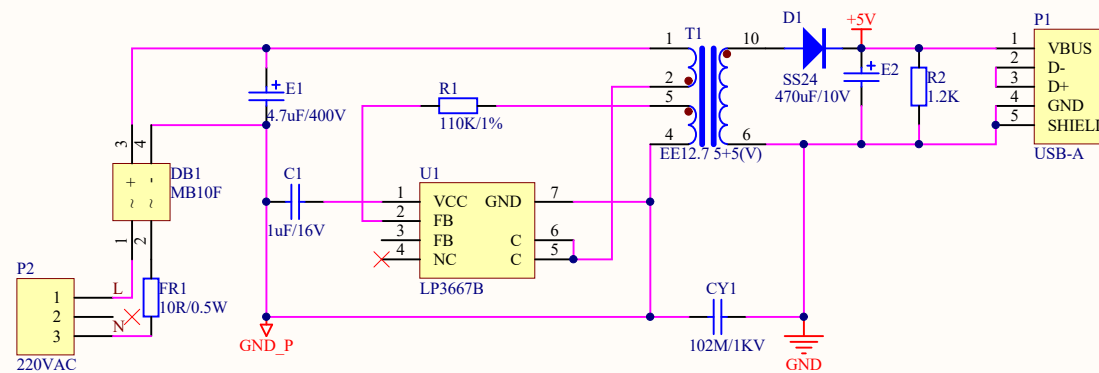 T1
D1
+5V
P1
1
10
1
VBUS
2
D-
3
D+
4
GND
5
SHIELD
USB-A
E1
4.7uF/400V
R1
110K/1%
2
5
4
6
EE12.7 5+5(V)
SS24
470uF/10V
E2
R2
1.2K
3
4
DB1
MB10F
+ -
~ ~
1
2
C1
1uF/16V
U1
1
VCC
GND
7
2
FB
3
FB
C
6
4
NC
C
5
LP3667B
P2
1
L
2
3
N
220VAC
FR1
10R/0.5W
GND_P
CY1
102M/1KV
GND